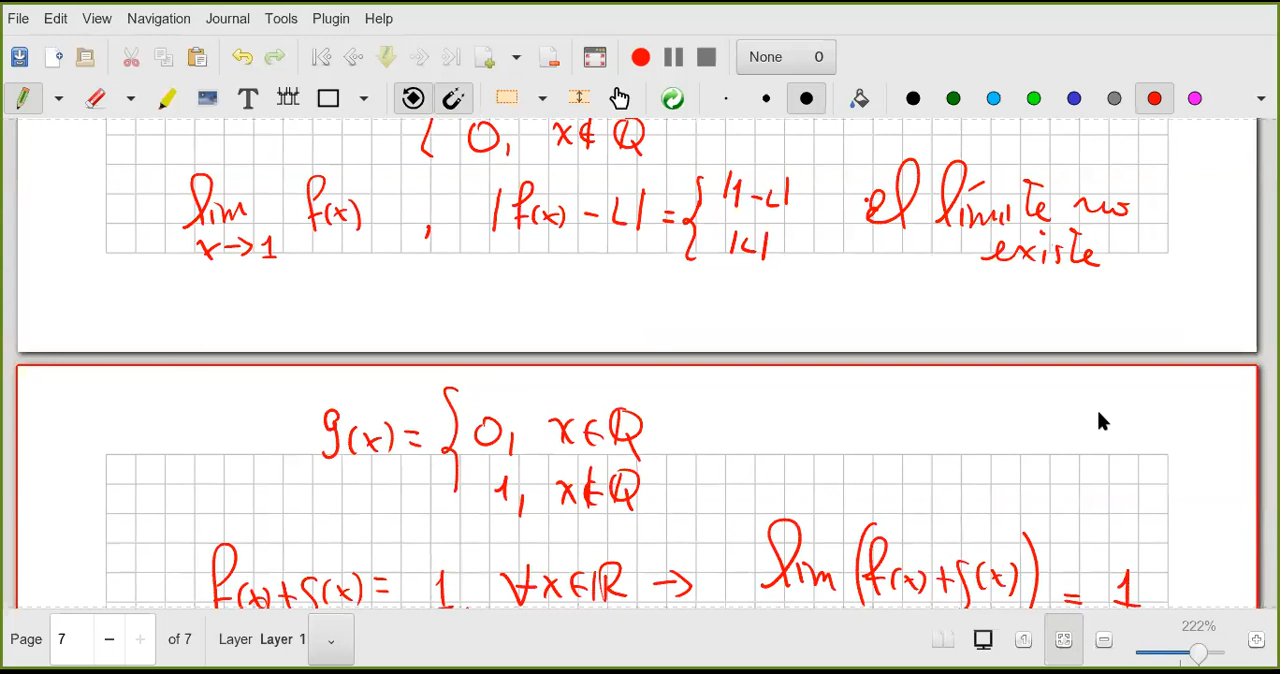 File Edit View Navigation Journal Tools Plugin Help
None 0
0, x∉Q
lim f(x), |f(x) - L| = { |1-L| el límite no
x→1 |L| existe
g(x) = { 0, x∈Q
1, x∉Q
f(x)+g(x) = 1, ∀x∈ℝ → lim (f(x)+g(x)) = 1
Page 7 of 7 Layer Layer 1 222%